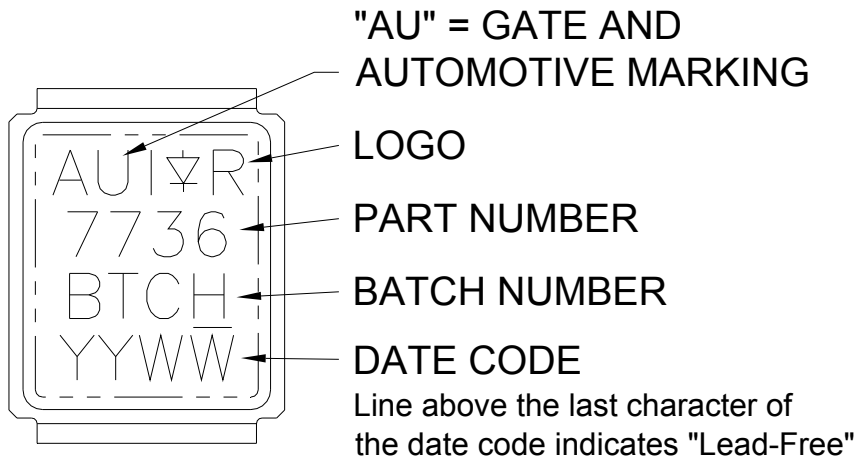 "AU" = GATE AND
AUTOMOTIVE MARKING
AUI R
LOGO
7736
PART NUMBER
BTCH
BATCH NUMBER
YYWW
DATE CODE
Line above the last character of
the date code indicates "Lead-Free"